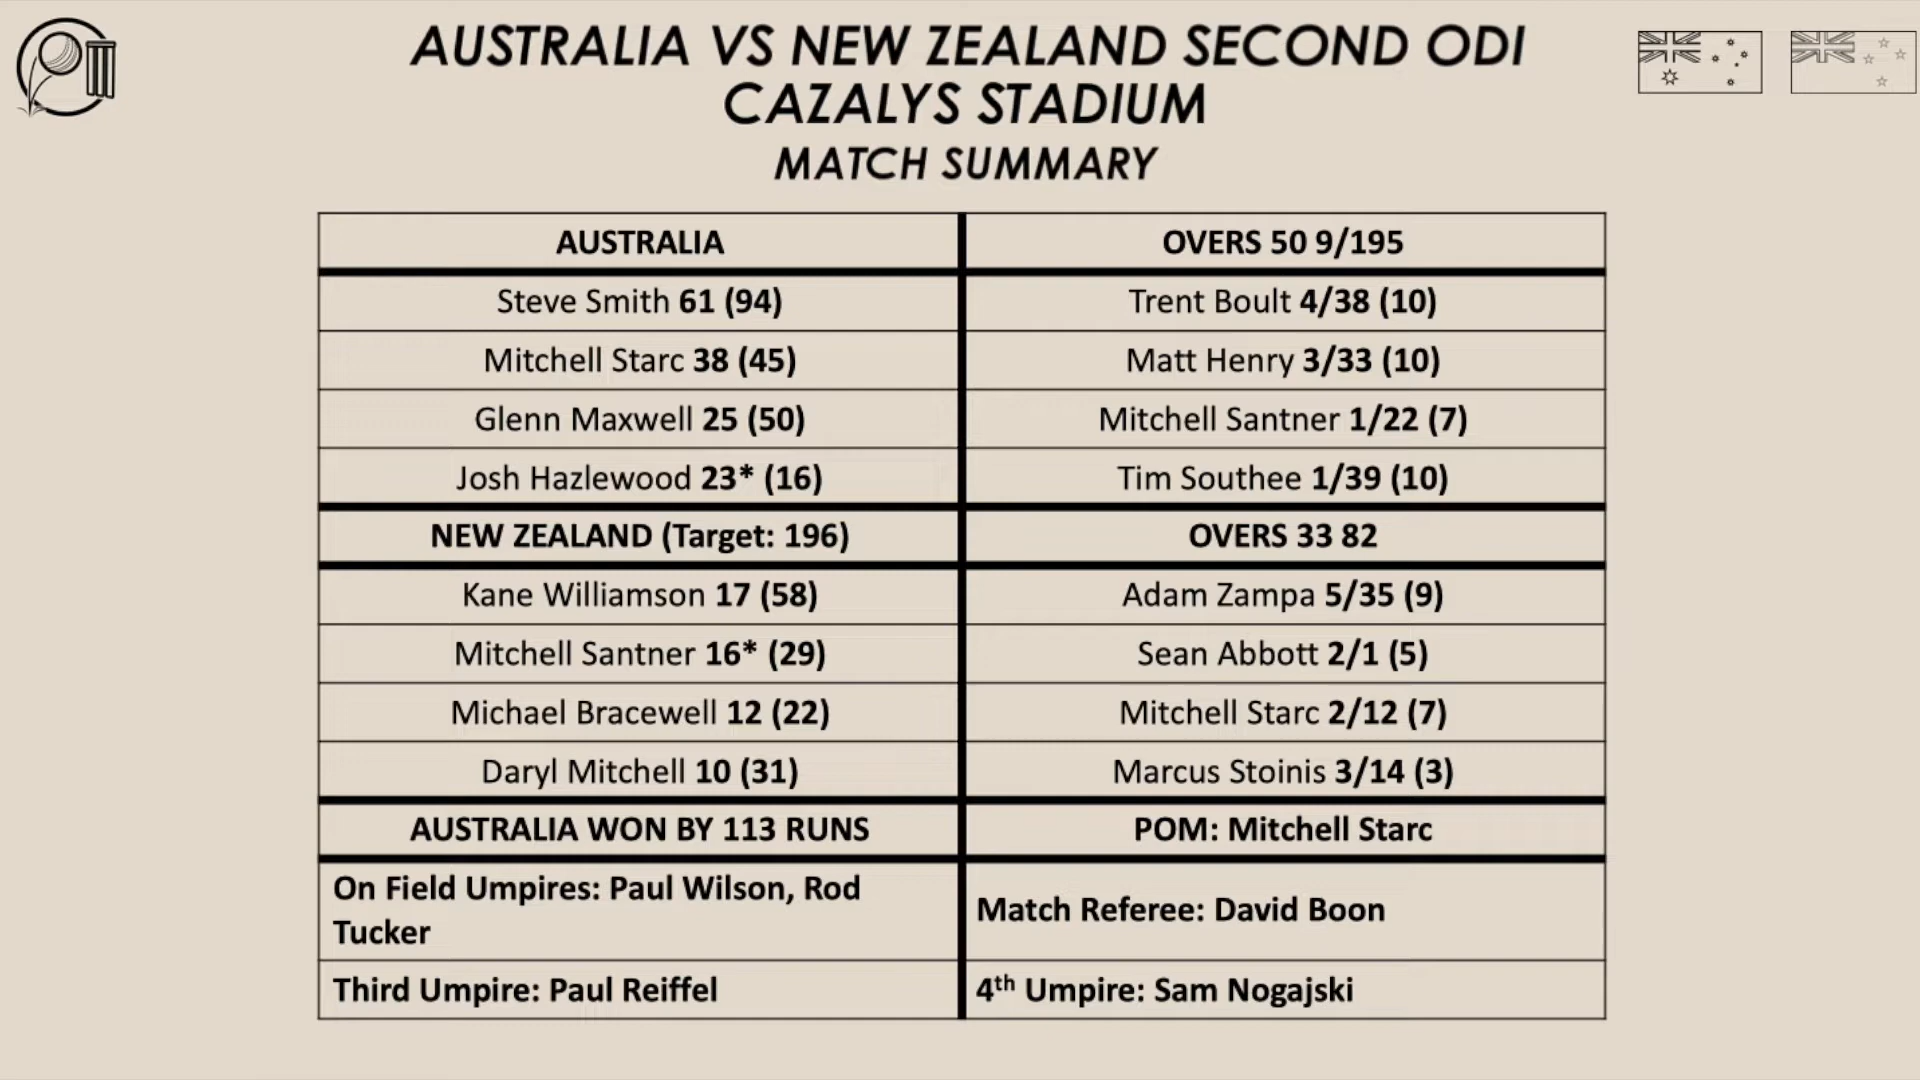 AUSTRALIA VS NEW ZEALAND SECOND ODI
CAZALYS STADIUM
MATCH SUMMARY
AUSTRALIA
OVERS 50 9/195
Steve Smith 61 (94)
Trent Boult 4/38 (10)
Mitchell Starc 38 (45)
Matt Henry 3/33 (10)
Glenn Maxwell 25 (50)
Mitchell Santner 1/22 (7)
Josh Hazlewood 23* (16)
Tim Southee 1/39 (10)
NEW ZEALAND (Target: 196)
OVERS 33 82
Kane Williamson 17 (58)
Adam Zampa 5/35 (9)
Mitchell Santner 16* (29)
Sean Abbott 2/1 (5)
Michael Bracewell 12 (22)
Mitchell Starc 2/12 (7)
Daryl Mitchell 10 (31)
Marcus Stoinis 3/14 (3)
AUSTRALIA WON BY 113 RUNS
POM: Mitchell Starc
On Field Umpires: Paul Wilson, Rod
Tucker
Match Referee: David Boon
Third Umpire: Paul Reiffel
4th Umpire: Sam Nogajski